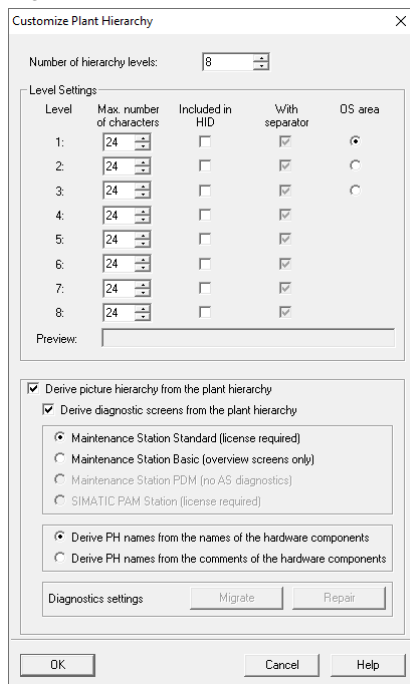 Customize Plant Hierarchy
Number of hierarchy levels: 8
Level Settings
Level Max. number of characters Included in HID With separator OS area
1: 24
2: 24
3: 24
4: 24
5: 24
6: 24
7: 24
8: 24
Preview:
Derive picture hierarchy from the plant hierarchy
Derive diagnostic screens from the plant hierarchy
Maintenance Station Standard (license required)
Maintenance Station Basic (overview screens only)
Maintenance Station PDM (no AS diagnostics)
SIMATIC PAM Station (license required)
Derive PH names from the names of the hardware components
Derive PH names from the comments of the hardware components
Diagnostics settings Migrate Repair
OK Cancel Help